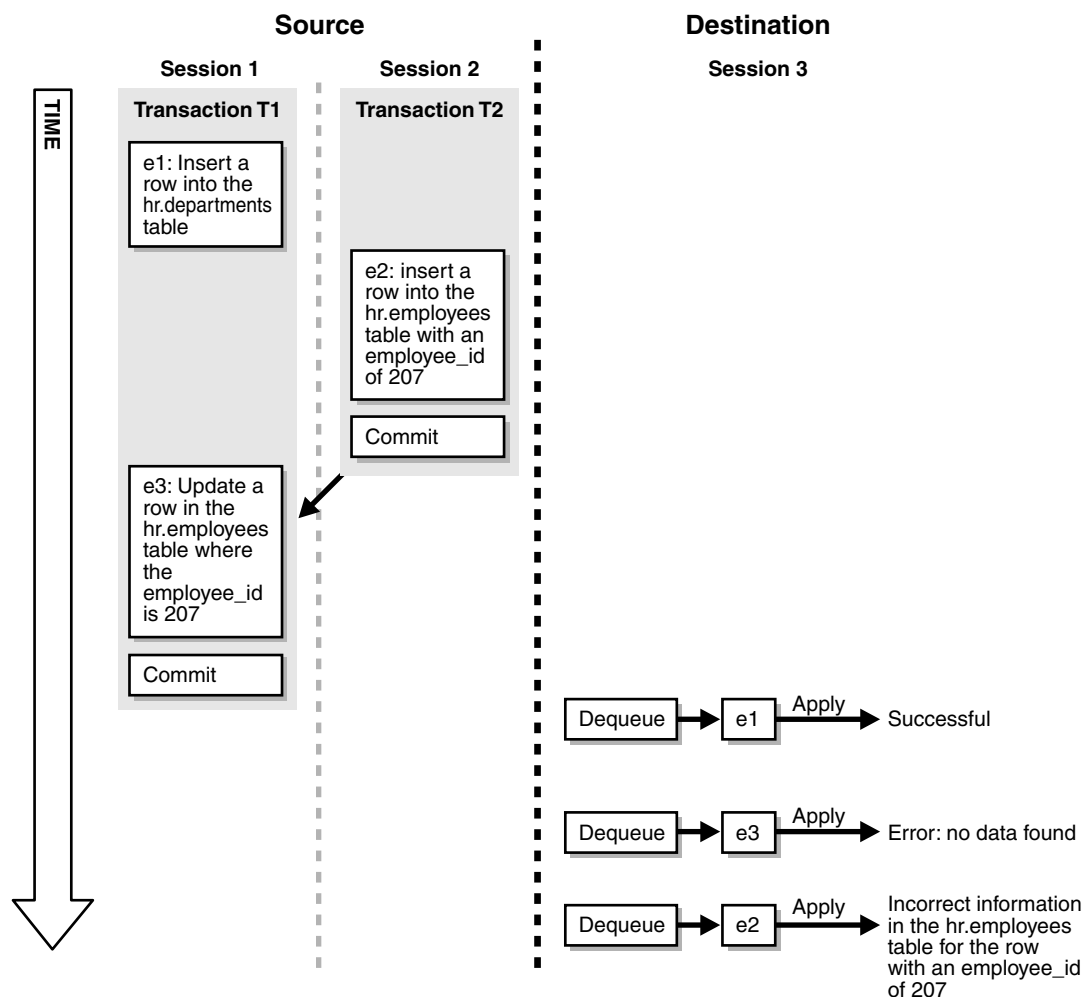 Source
Destination
Session 1
Session 2
Session 3
TIME
Transaction T1
Transaction T2
e1: Insert a
row into the
hr.departments
table
e2: insert a
row into the
hr.employees
table with an
employee_id
of 207
Commit
e3: Update a
row in the
hr.employees
table where
the
employee_id
is 207
Commit
Dequeue
e1
Apply
Successful
Dequeue
e3
Apply
Error: no data found
Dequeue
e2
Apply
Incorrect information
in the hr.employees
table for the row
with an employee_id
of 207